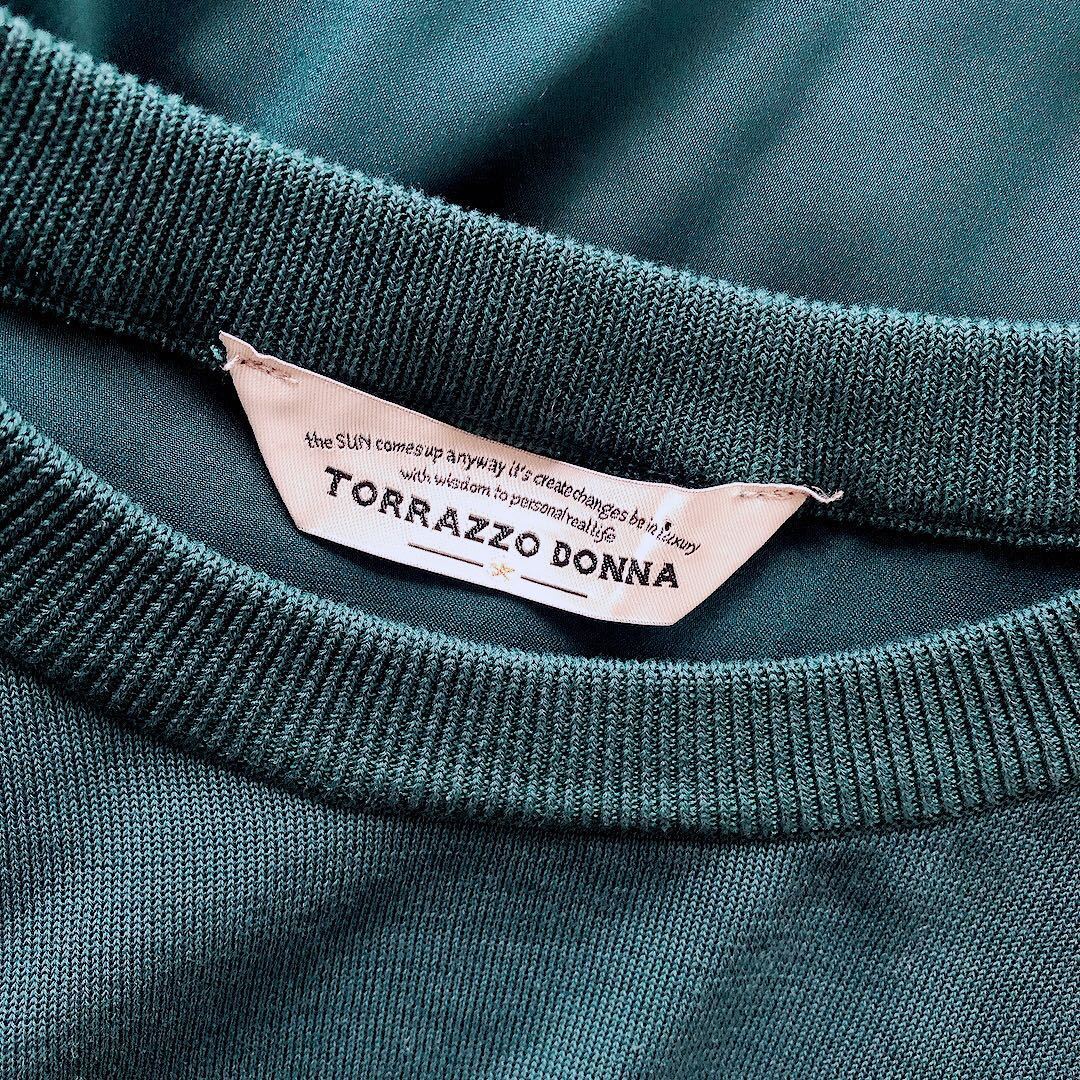 the SUN comes up anyway it's create changes be in luxury
with wisdom to personal real life
TORRAZZO DONNA